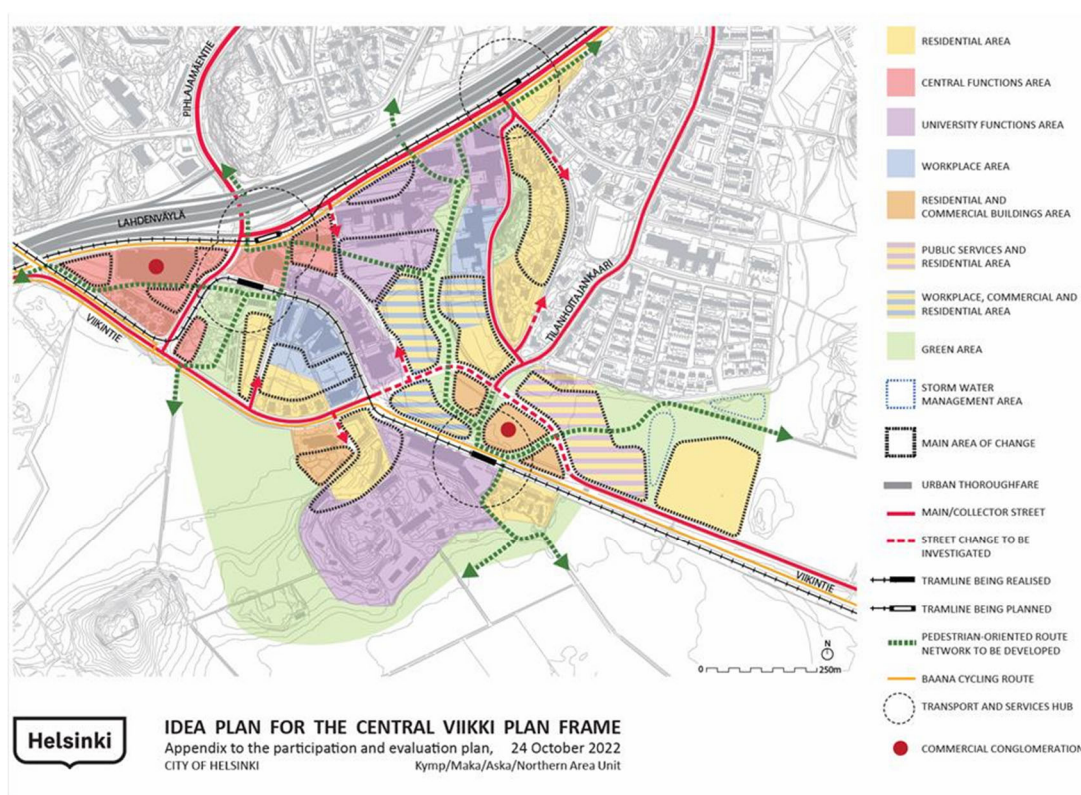 PIHLAJAMÄENTIE
LAHDENVÄYLÄ
VIIKINTIE
TILANHOITAJANKAARI
VIIKINTIE
N
0 250m
RESIDENTIAL AREA
CENTRAL FUNCTIONS AREA
UNIVERSITY FUNCTIONS AREA
WORKPLACE AREA
RESIDENTIAL AND
COMMERCIAL BUILDINGS AREA
PUBLIC SERVICES AND
RESIDENTIAL AREA
WORKPLACE, COMMERCIAL AND
RESIDENTIAL AREA
GREEN AREA
STORM WATER
MANAGEMENT AREA
MAIN AREA OF CHANGE
URBAN THOROUGHFARE
MAIN/COLLECTOR STREET
STREET CHANGE TO BE
INVESTIGATED
TRAMLINE BEING REALISED
TRAMLINE BEING PLANNED
PEDESTRIAN-ORIENTED ROUTE
NETWORK TO BE DEVELOPED
BAANA CYCLING ROUTE
TRANSPORT AND SERVICES HUB
COMMERCIAL CONGLOMERATION
Helsinki
IDEA PLAN FOR THE CENTRAL VIIKKI PLAN FRAME
Appendix to the participation and evaluation plan, 24 October 2022
CITY OF HELSINKI Kymp/Maka/Aska/Northern Area Unit